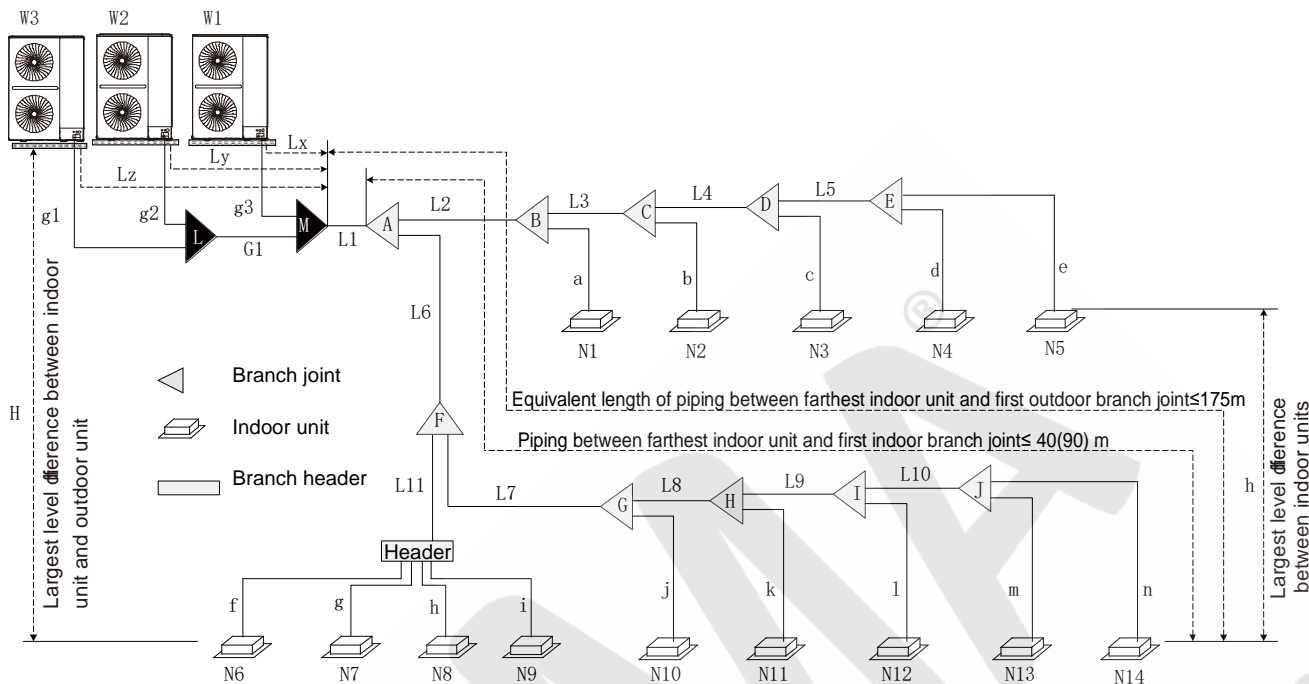 W3
W2
W1
Lx
Ly
Lz
g1
g2
g3
L
M
G1
L1
A
L2
B
L3
C
L4
D
L5
E
a
b
c
d
e
N1
N2
N3
N4
N5
L6
H
Largest level difference between indoor
unit and outdoor unit
Branch joint
Indoor unit
Branch header
®
Equivalent length of piping between farthest indoor unit and first outdoor branch joint≤175m
Piping between farthest indoor unit and first indoor branch joint≤ 40(90) m
h
Largest level difference
between indoor units
F
L11
L7
G
L8
H
L9
I
L10
J
Header
f
g
h
i
j
k
l
m
n
N6
N7
N8
N9
N10
N11
N12
N13
N14